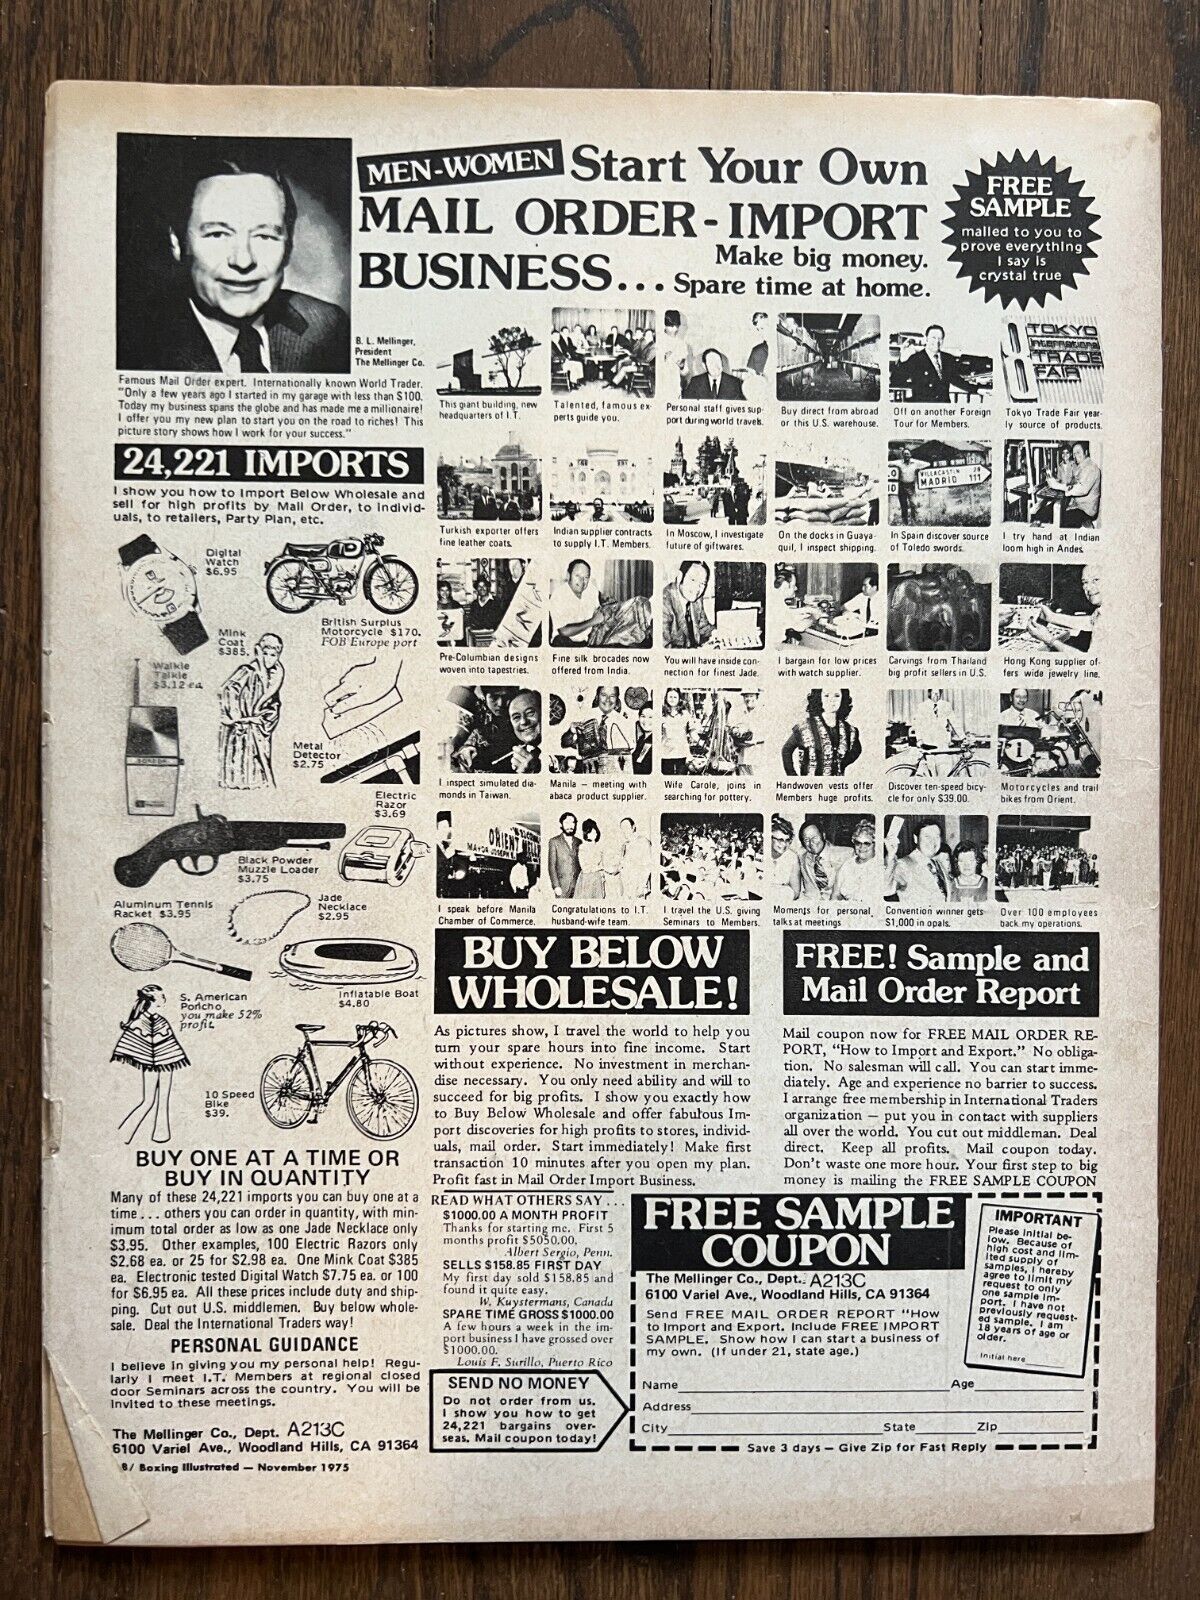 MEN-WOMEN Start Your Own
MAIL ORDER-IMPORT
BUSINESS...
Make big money.
Spare time at home.
FREE
SAMPLE
mailed to you to
prove everything
I say is
crystal true
B. L. Mellinger,
President
The Mellinger Co.
Famous Mail Order expert. Internationally known World Trader.
"Only a few years ago I started in my garage with less than $100.
Today my business spans the globe and has made me a millionaire!
I offer you my new plan to start you on the road to riches! This
picture story shows how I work for your success."
24,221 IMPORTS
I show you how to Import Below Wholesale and
sell for high profits by Mail Order, to individ-
uals, to retailers, Party Plan, etc.
Digital
Watch
$6.95
British Surplus
Motorcycle $170.
FOB Europe port
Mink
Coat
$385.
Walkie
Talkie
$3.12 ea.
Metal
Detector
$2.75
Electric
Razor
$3.69
Black Powder
Muzzle Loader
$3.75
Aluminum Tennis
Racket $3.95
Jade
Necklace
$2.95
Inflatable Boat
$4.80
S. American
Poncho
you make 52%
profit.
10 Speed
Bike
$39.
BUY ONE AT A TIME OR
BUY IN QUANTITY
Many of these 24,221 imports you can buy one at a
time . . . others you can order in quantity, with min-
imum total order as low as one Jade Necklace only
$3.95. Other examples, 100 Electric Razors only
$2.68 ea. or 25 for $2.98 ea. One Mink Coat $385
ea. Electronic tested Digital Watch $7.75 ea. or 100
for $6.95 ea. All these prices include duty and ship-
ping. Cut out U.S. middlemen. Buy below whole-
sale. Deal the International Traders way!
PERSONAL GUIDANCE
I believe in giving you my personal help! Regu-
larly I meet I.T. Members at regional closed
door Seminars across the country. You will be
invited to these meetings.
The Mellinger Co., Dept. A213C
6100 Variel Ave., Woodland Hills, CA 91364
8/ Boxing Illustrated — November 1975
This giant building, new
headquarters of I.T.
Talented, famous ex-
perts guide you.
Personal staff gives sup-
port during world travels.
Buy direct from abroad
or this U.S. warehouse.
Off on another Foreign
Tour for Members.
TOKYO
international
TRADE
FAIR
Tokyo Trade Fair year-
ly source of products.
Turkish exporter offers
fine leather coats.
Indian supplier contracts
to supply I.T. Members.
In Moscow, I investigate
future of giftwares.
On the docks in Guaya-
quil, I inspect shipping.
VILLACASTIN 28
MADRID 111
In Spain discover source
of Toledo swords.
I try hand at Indian
loom high in Andes.
Pre-Columbian designs
woven into tapestries.
Fine silk brocades now
offered from India.
You will have inside con-
nection for finest Jade.
I bargain for low prices
with watch supplier.
Carvings from Thailand
big profit sellers in U.S.
Hong Kong supplier of-
fers wide jewelry line.
I inspect simulated dia-
monds in Taiwan.
Manila — meeting with
abaca product supplier.
Wife Carole, joins in
searching for pottery.
Handwoven vests offer
Members huge profits.
Discover ten-speed bicy-
cle for only $39.00.
1
Motorcycles and trail
bikes from Orient.
I speak before Manila
Chamber of Commerce.
Congratulations to I.T.
husband-wife team.
I travel the U.S. giving
Seminars to Members.
Moments for personal
talks at meetings
Convention winner gets
$1,000 in opals.
Over 100 employees
back my operations.
BUY BELOW
WHOLESALE!
As pictures show, I travel the world to help you
turn your spare hours into fine income. Start
without experience. No investment in merchan-
dise necessary. You only need ability and will to
succeed for big profits. I show you exactly how
to Buy Below Wholesale and offer fabulous Im-
port discoveries for high profits to stores, individ-
uals, mail order. Start immediately! Make first
transaction 10 minutes after you open my plan.
Profit fast in Mail Order Import Business.
FREE! Sample and
Mail Order Report
Mail coupon now for FREE MAIL ORDER RE-
PORT, "How to Import and Export." No obliga-
tion. No salesman will call. You can start imme-
diately. Age and experience no barrier to success.
I arrange free membership in International Traders
organization — put you in contact with suppliers
all over the world. You cut out middleman. Deal
direct. Keep all profits. Mail coupon today.
Don't waste one more hour. Your first step to big
money is mailing the FREE SAMPLE COUPON
READ WHAT OTHERS SAY . . .
$1000.00 A MONTH PROFIT
Thanks for starting me. First 5
months profit $5050.00.
Albert Sergio, Penn.
SELLS $158.85 FIRST DAY
My first day sold $158.85 and
found it quite easy.
W. Kuystermans, Canada
SPARE TIME GROSS $1000.00
A few hours a week in the im-
port business I have grossed over
$1000.00.
Louis F. Surillo, Puerto Rico
SEND NO MONEY
Do not order from us.
I show you how to get
24,221 bargains over-
seas. Mail coupon today!
FREE SAMPLE
COUPON
The Mellinger Co., Dept. A213C
6100 Variel Ave., Woodland Hills, CA 91364
Send FREE MAIL ORDER REPORT "How
to Import and Export. Include FREE IMPORT
SAMPLE. Show how I can start a business of
my own. (If under 21, state age.)
IMPORTANT
Please initial be-
low. Because of
high cost and lim-
ited supply of
samples, I hereby
agree to limit my
request to only
one sample im-
port. I have not
previously request-
ed sample. I am
18 years of age or
older.
Initial here
Name Age
Address
City State Zip
Save 3 days — Give Zip for Fast Reply